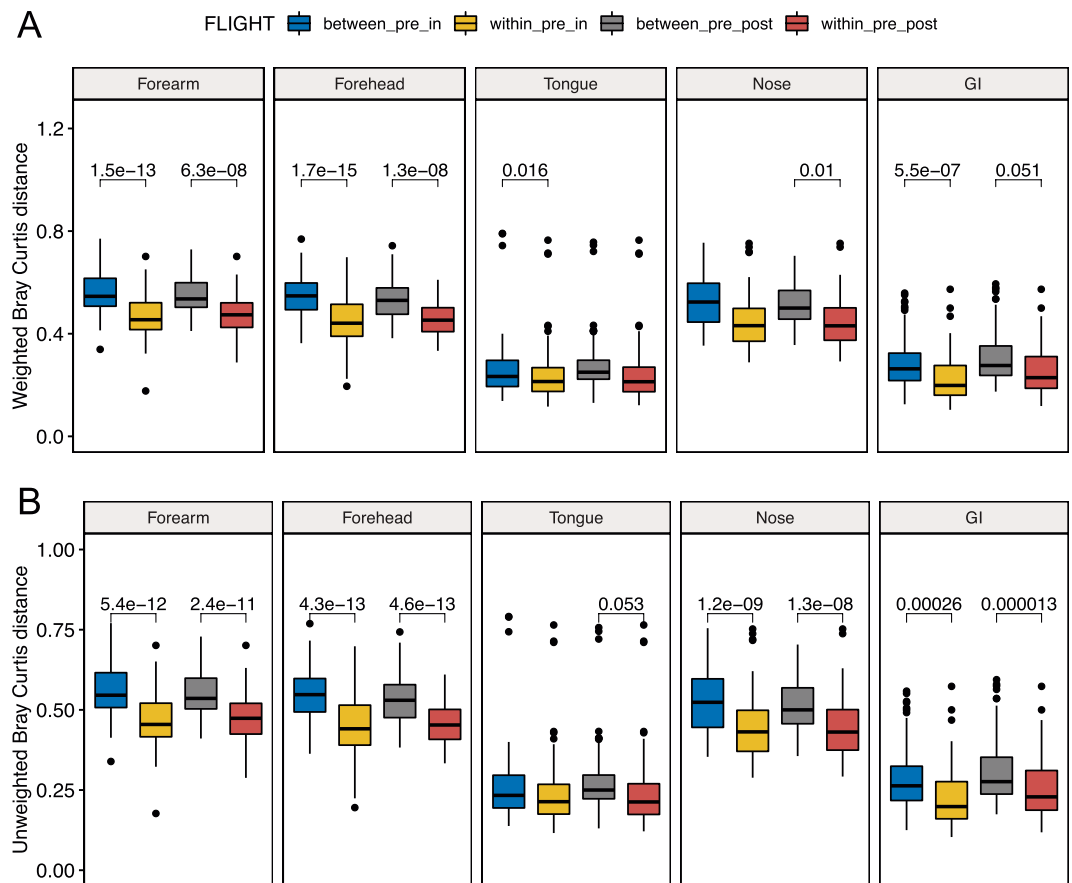 A
FLIGHT between_pre_in within_pre_in between_pre_post within_pre_post
Forearm Forehead Tongue Nose GI
Weighted Bray Curtis distance
1.2
0.8
0.4
0.0
1.5e−13 6.3e−08 1.7e−15 1.3e−08 0.016 0.01 5.5e−07 0.051
B
Forearm Forehead Tongue Nose GI
Unweighted Bray Curtis distance
1.00
0.75
0.50
0.25
0.00
5.4e−12 2.4e−11 4.3e−13 4.6e−13 0.053 1.2e−09 1.3e−08 0.00026 0.000013